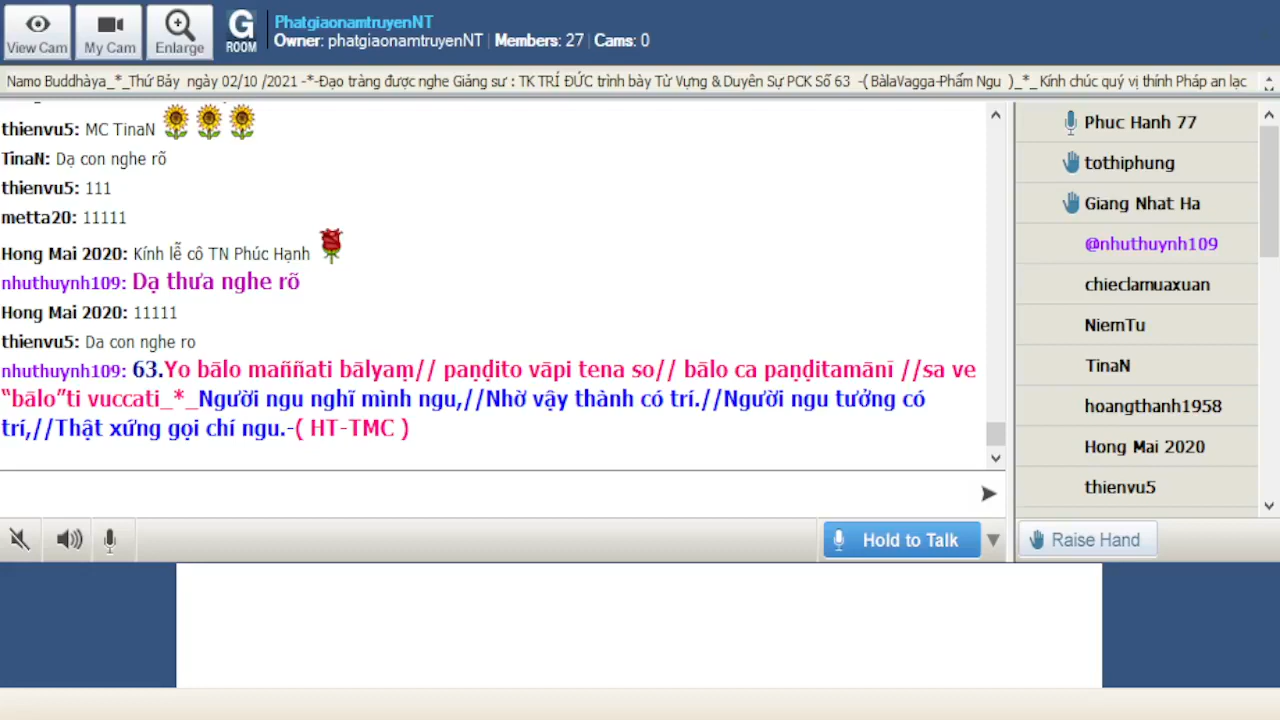 View Cam
My Cam
Enlarge
G
ROOM
PhatgiaonamtruyenNT
Owner: phatgiaonamtruyenNT | Members: 27 | Cams: 0
Namo Buddhàya_*_Thứ Bảy ngày 02/10 /2021 -*-Đạo tràng được nghe Giảng sư : TK TRÍ ĐỨC trình bày Từ Vựng & Duyên Sự PCK Số 63 -( BàlaVagga-Phẩm Ngu )_*_ Kính chúc quý vị thính Pháp an lạc
thienvu5: MC TinaN
TinaN: Dạ con nghe rõ
thienvu5: 111
metta20: 11111
Hong Mai 2020: Kính lễ cô TN Phúc Hạnh
nhuthuynh109: Dạ thưa nghe rõ
Hong Mai 2020: 11111
thienvu5: Da con nghe ro
nhuthuynh109: 63.Yo bālo maññati bālyaṃ// paṇḍito vāpi tena so// bālo ca paṇḍitamānī //sa ve
“bālo”ti vuccati_*_Người ngu nghĩ mình ngu,//Nhờ vậy thành có trí.//Người ngu tưởng có
trí,//Thật xứng gọi chí ngu.-( HT-TMC )
Phuc Hanh 77
tothiphung
Giang Nhat Ha
@nhuthuynh109
chieclamuaxuan
NiemTu
TinaN
hoangthanh1958
Hong Mai 2020
thienvu5
Hold to Talk
Raise Hand